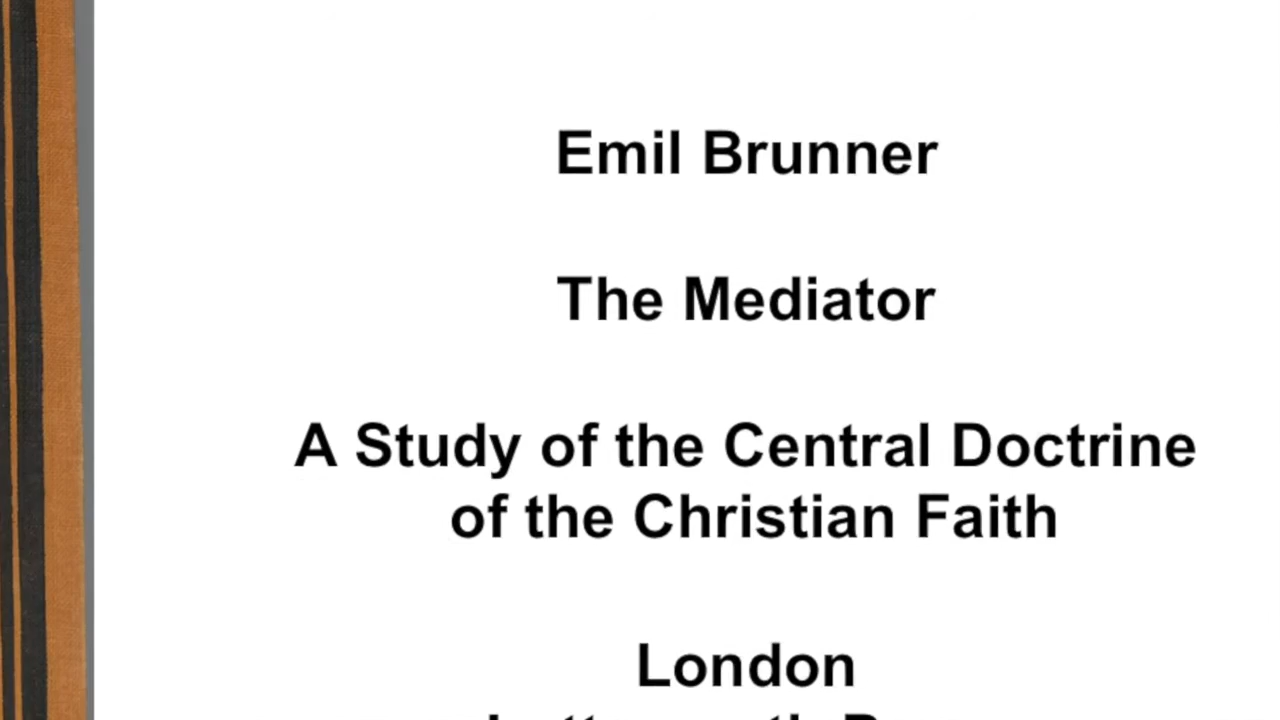 Emil Brunner
The Mediator
A Study of the Central Doctrine
of the Christian Faith
London